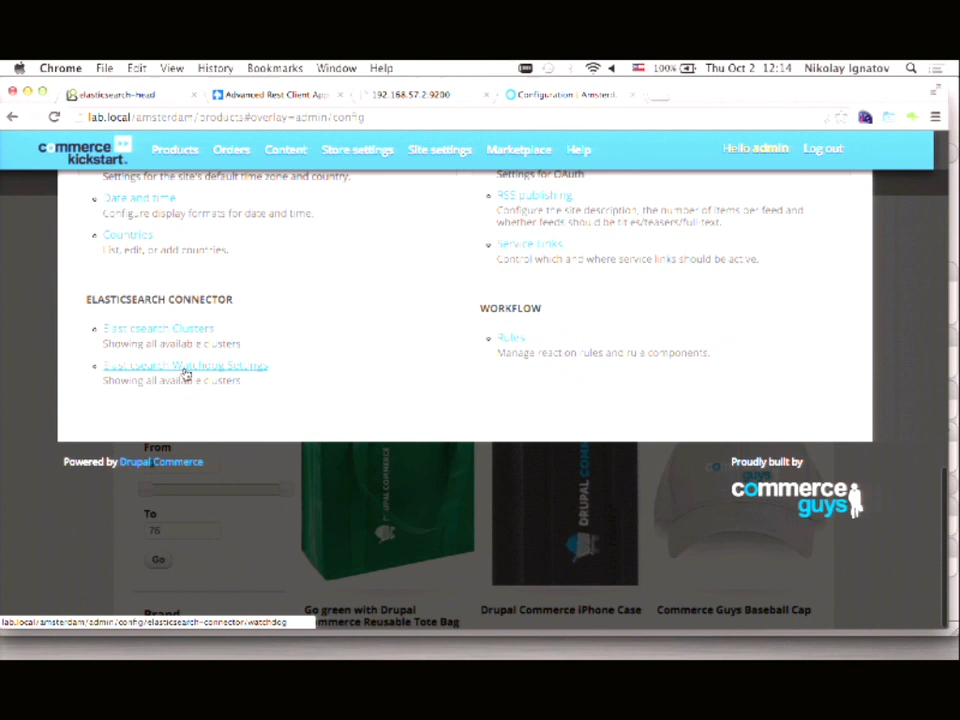 Chrome File Edit View History Bookmarks Window Help 100% Thu Oct 2 12:14 Nikolay Ignatov
elasticsearch-head × Advanced Rest Client App × 192.168.57.2:9200 × Configuration | Amsterd ×
lab.local/amsterdam/products#overlay=admin/config
commerce kickstart. Products Orders Content Store settings Site settings Marketplace Help Hello admin Log out
Settings for the site's default time zone and country.
Date and time
Configure display formats for date and time.
Countries
List, edit, or add countries.
ELASTICSEARCH CONNECTOR
Elasticsearch Clusters
Showing all available clusters
Elasticsearch Watchdog Settings
Showing all available clusters
Settings for OAuth
RSS publishing
Configure the site description, the number of items per feed and
whether feeds should be titles/teasers/full-text.
Service Links
Control which and where service links should be active.
WORKFLOW
Rules
Manage reaction rules and rule components.
Powered by Drupal Commerce
Proudly built by
commerce
guys
From
To
76
Go
Brand
DRUPAL COMMERCE
DRUPAL COMM
Go green with Drupal
mmerce Reusable Tote Bag
Drupal Commerce iPhone Case
Commerce Guys Baseball Cap
lab.local/amsterdam/admin/config/elasticsearch-connector/watchdog